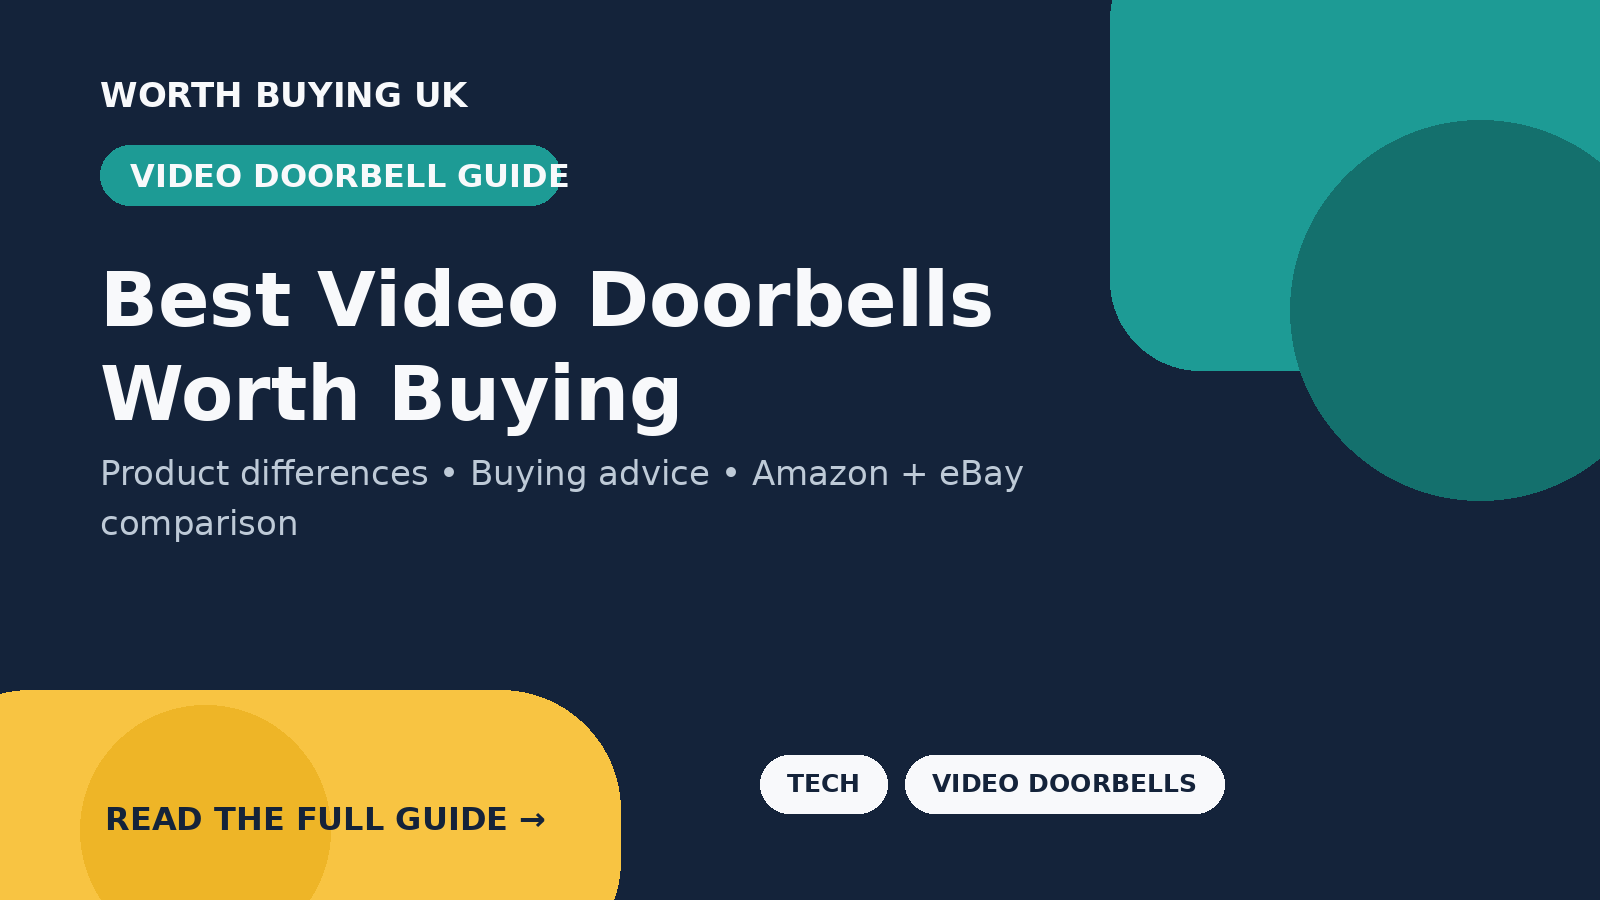 WORTH BUYING UK
VIDEO DOORBELL GUIDE
Best Video Doorbells
Worth Buying
Product differences • Buying advice • Amazon + eBay
comparison
READ THE FULL GUIDE →
TECH
VIDEO DOORBELLS